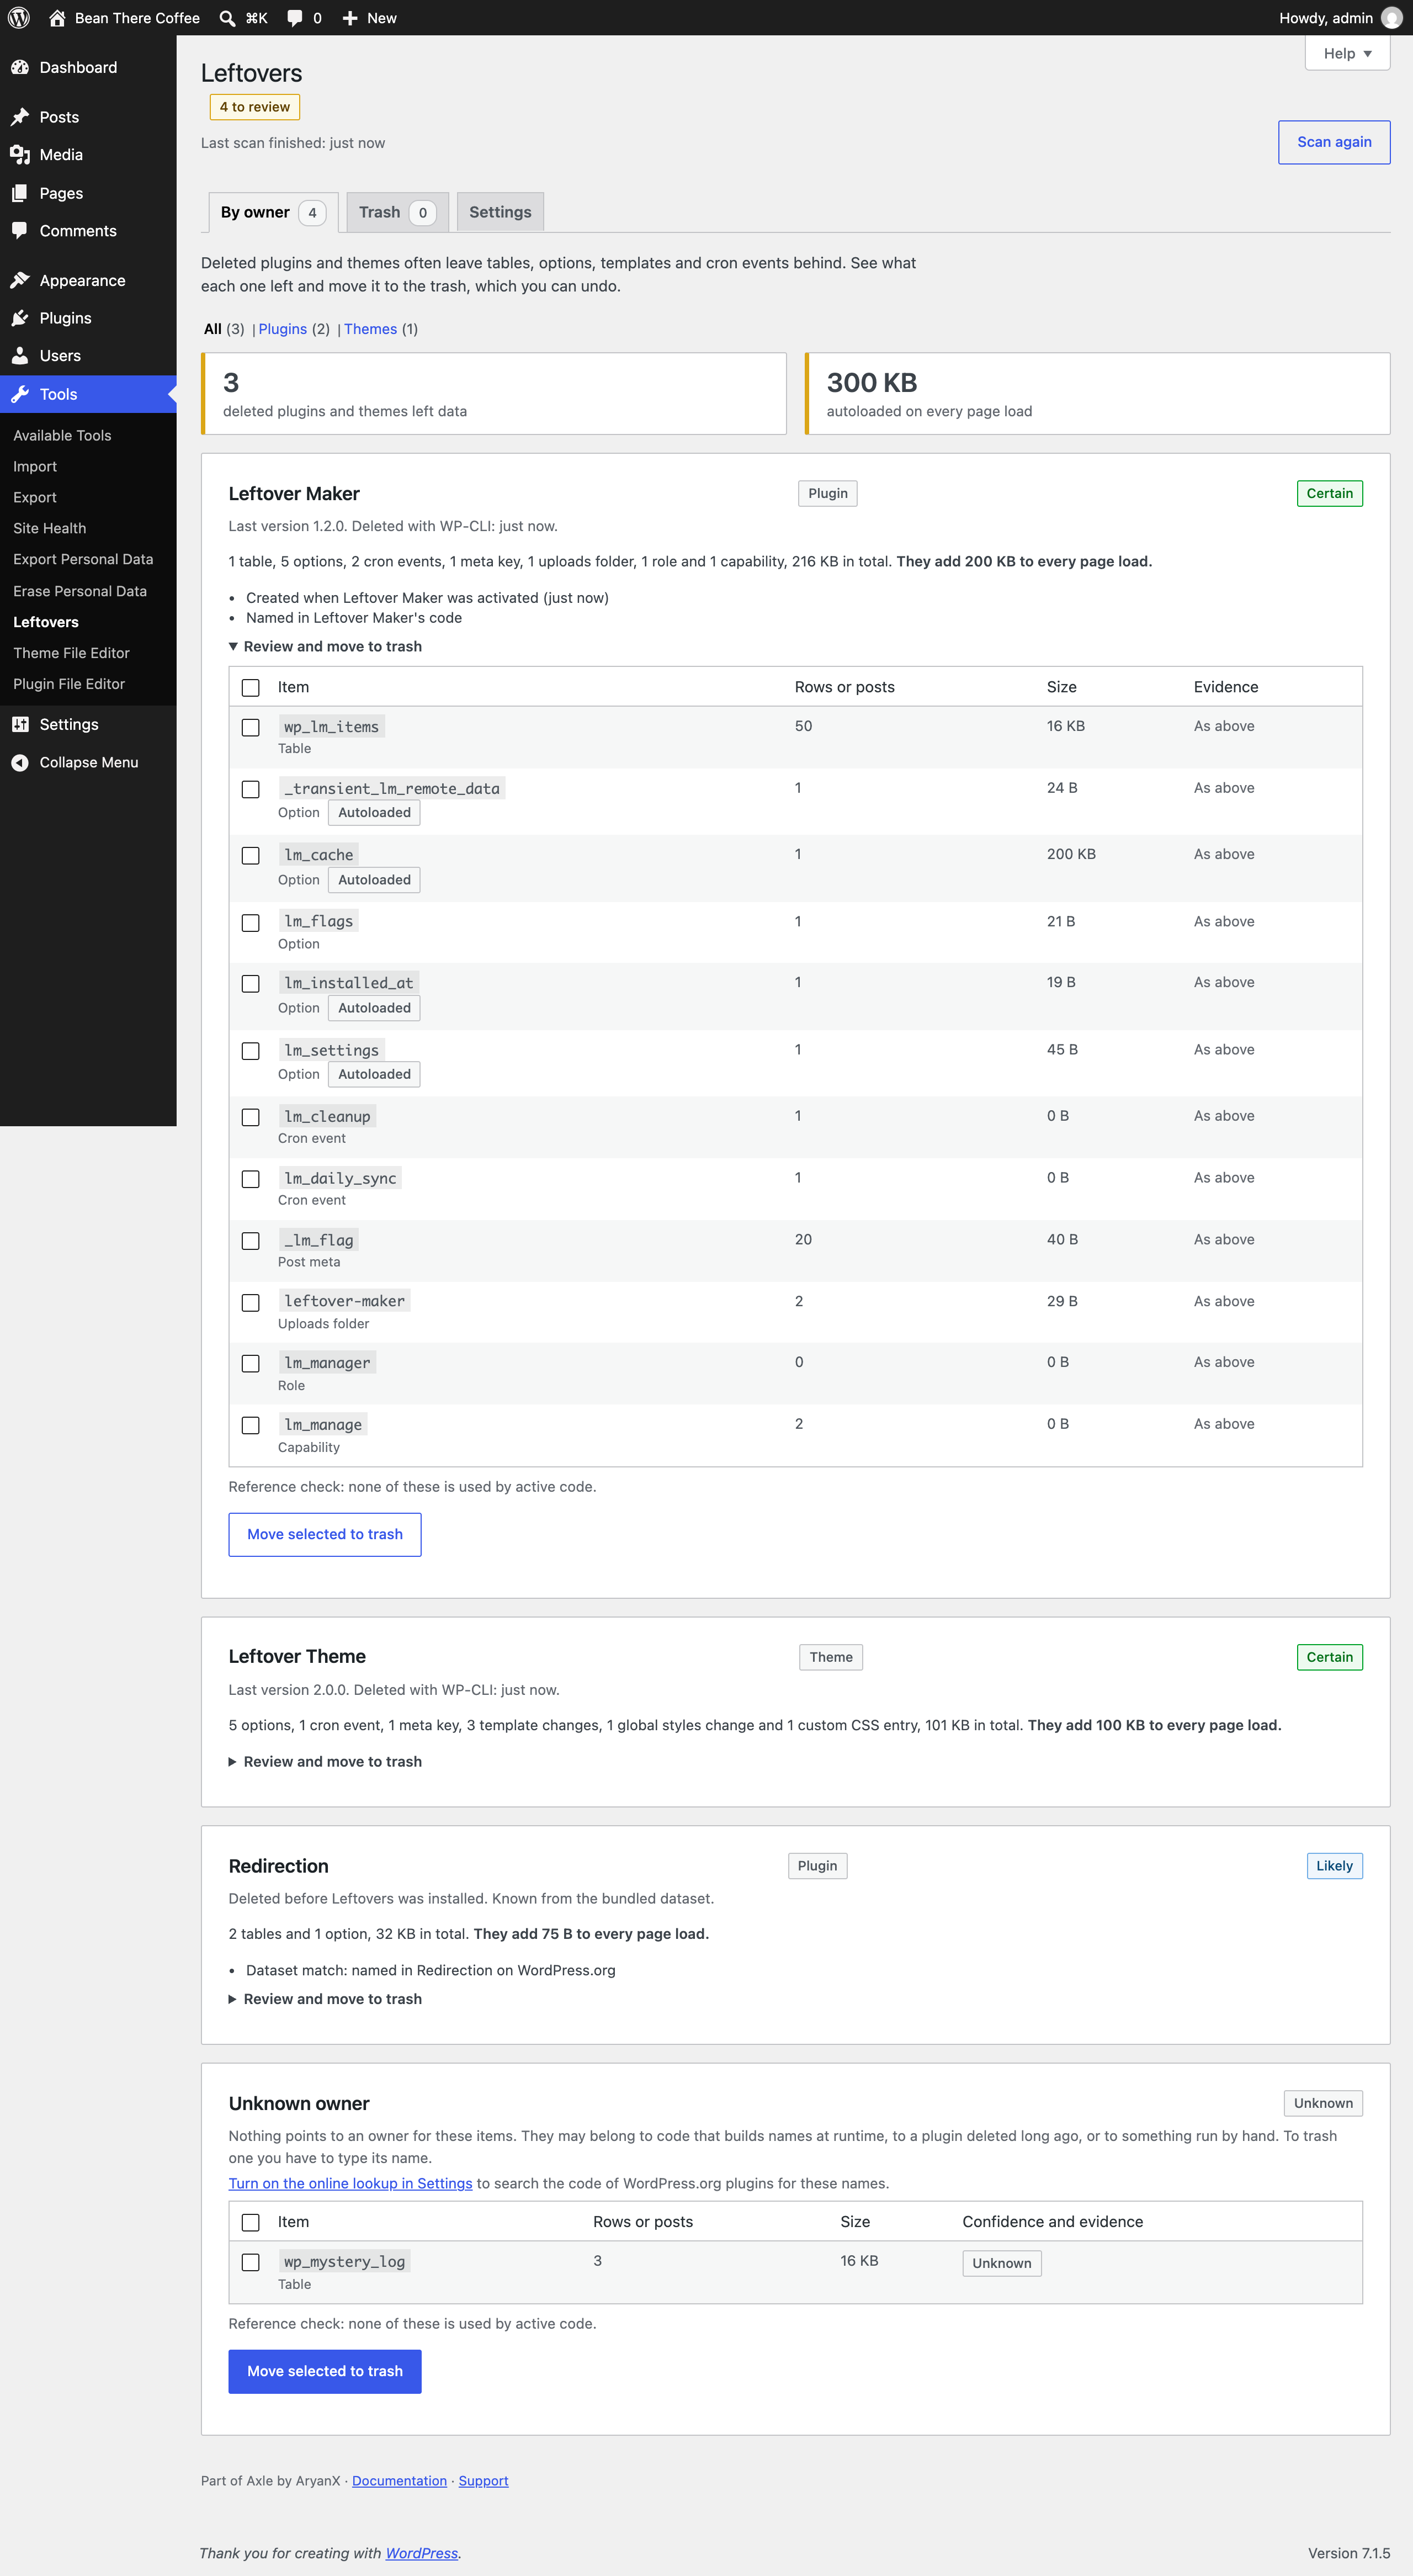 Bean There Coffee ⌘K 0 New
Howdy, admin
Dashboard
Posts
Media
Pages
Comments
Appearance
Plugins
Users
Tools
Available Tools
Import
Export
Site Health
Export Personal Data
Erase Personal Data
Leftovers
Theme File Editor
Plugin File Editor
Settings
Collapse Menu
Help
Leftovers
4 to review
Last scan finished: just now
Scan again
By owner 4 Trash 0 Settings
Deleted plugins and themes often leave tables, options, templates and cron events behind. See what
each one left and move it to the trash, which you can undo.
All (3) | Plugins (2) | Themes (1)
3
deleted plugins and themes left data
300 KB
autoloaded on every page load
Leftover Maker Plugin Certain
Last version 1.2.0. Deleted with WP-CLI: just now.
1 table, 5 options, 2 cron events, 1 meta key, 1 uploads folder, 1 role and 1 capability, 216 KB in total. They add 200 KB to every page load.
• Created when Leftover Maker was activated (just now)
• Named in Leftover Maker's code
Review and move to trash
Item Rows or posts Size Evidence
wp_lm_items 50 16 KB As above
Table
_transient_lm_remote_data 1 24 B As above
Option Autoloaded
lm_cache 1 200 KB As above
Option Autoloaded
lm_flags 1 21 B As above
Option
lm_installed_at 1 19 B As above
Option Autoloaded
lm_settings 1 45 B As above
Option Autoloaded
lm_cleanup 1 0 B As above
Cron event
lm_daily_sync 1 0 B As above
Cron event
_lm_flag 20 40 B As above
Post meta
leftover-maker 2 29 B As above
Uploads folder
lm_manager 0 0 B As above
Role
lm_manage 2 0 B As above
Capability
Reference check: none of these is used by active code.
Move selected to trash
Leftover Theme Theme Certain
Last version 2.0.0. Deleted with WP-CLI: just now.
5 options, 1 cron event, 1 meta key, 3 template changes, 1 global styles change and 1 custom CSS entry, 101 KB in total. They add 100 KB to every page load.
Review and move to trash
Redirection Plugin Likely
Deleted before Leftovers was installed. Known from the bundled dataset.
2 tables and 1 option, 32 KB in total. They add 75 B to every page load.
• Dataset match: named in Redirection on WordPress.org
Review and move to trash
Unknown owner Unknown
Nothing points to an owner for these items. They may belong to code that builds names at runtime, to a plugin deleted long ago, or to something run by hand. To trash
one you have to type its name.
Turn on the online lookup in Settings to search the code of WordPress.org plugins for these names.
Item Rows or posts Size Confidence and evidence
wp_mystery_log 3 16 KB Unknown
Table
Reference check: none of these is used by active code.
Move selected to trash
Part of Axle by AryanX · Documentation · Support
Thank you for creating with WordPress.
Version 7.1.5